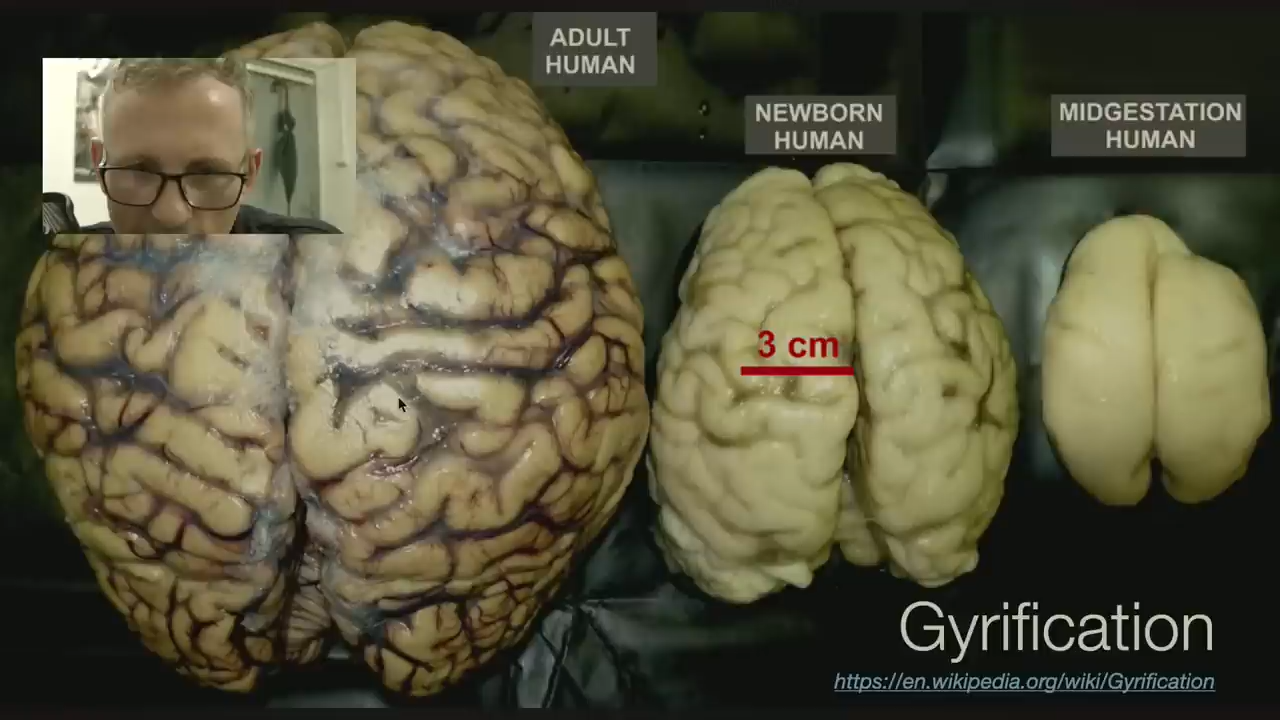 ADULT
HUMAN
NEWBORN
HUMAN
MIDGESTATION
HUMAN
3 cm
Gyrification
https://en.wikipedia.org/wiki/Gyrification